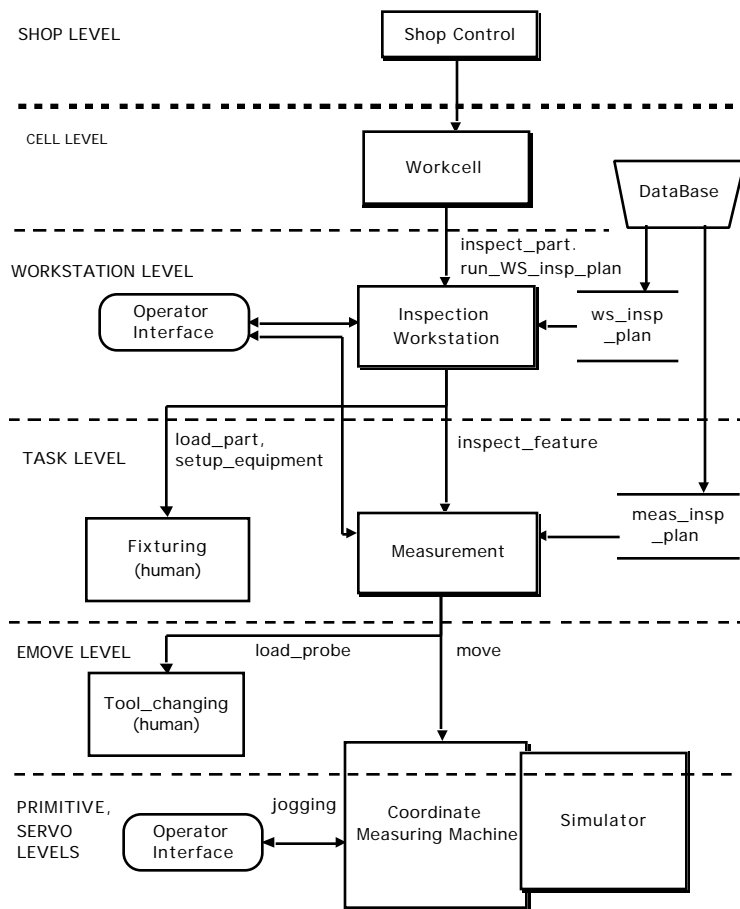 SHOP LEVEL
Shop Control
CELL LEVEL
Workcell
DataBase
inspect_part.
run_WS_insp_plan
WORKSTATION LEVEL
Operator
Interface
Inspection
Workstation
ws_insp
_plan
load_part,
setup_equipment
inspect_feature
TASK LEVEL
Fixturing
(human)
Measurement
meas_insp
_plan
EMOVE LEVEL
load_probe
move
Tool_changing
(human)
PRIMITIVE,
SERVO
LEVELS
jogging
Operator
Interface
Coordinate
Measuring Machine
Simulator